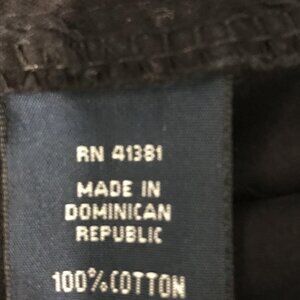 RN 41381
MADE IN
DOMINICAN
REPUBLIC
100% COTTON